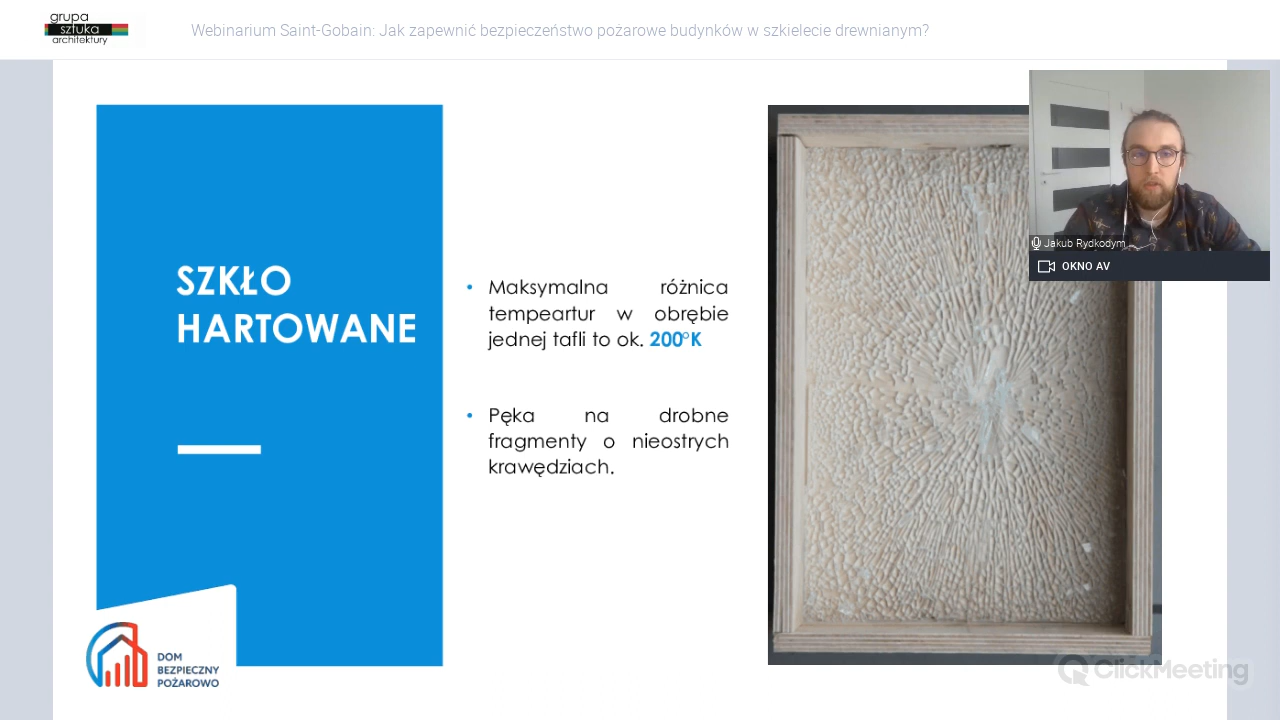 grupa
sztuka
architektury
Webinarium Saint-Gobain: Jak zapewnić bezpieczeństwo pożarowe budynków w szkielecie drewnianym?
SZKŁO
HARTOWANE
• Maksymalna różnica
tempeartur w obrębie
jednej tafli to ok. 200°K
• Pęka na drobne
fragmenty o nieostrych
krawędziach.
Jakub Rydkodym ...
OKNO AV
DOM
BEZPIECZNY
POŻAROWO
ClickMeeting